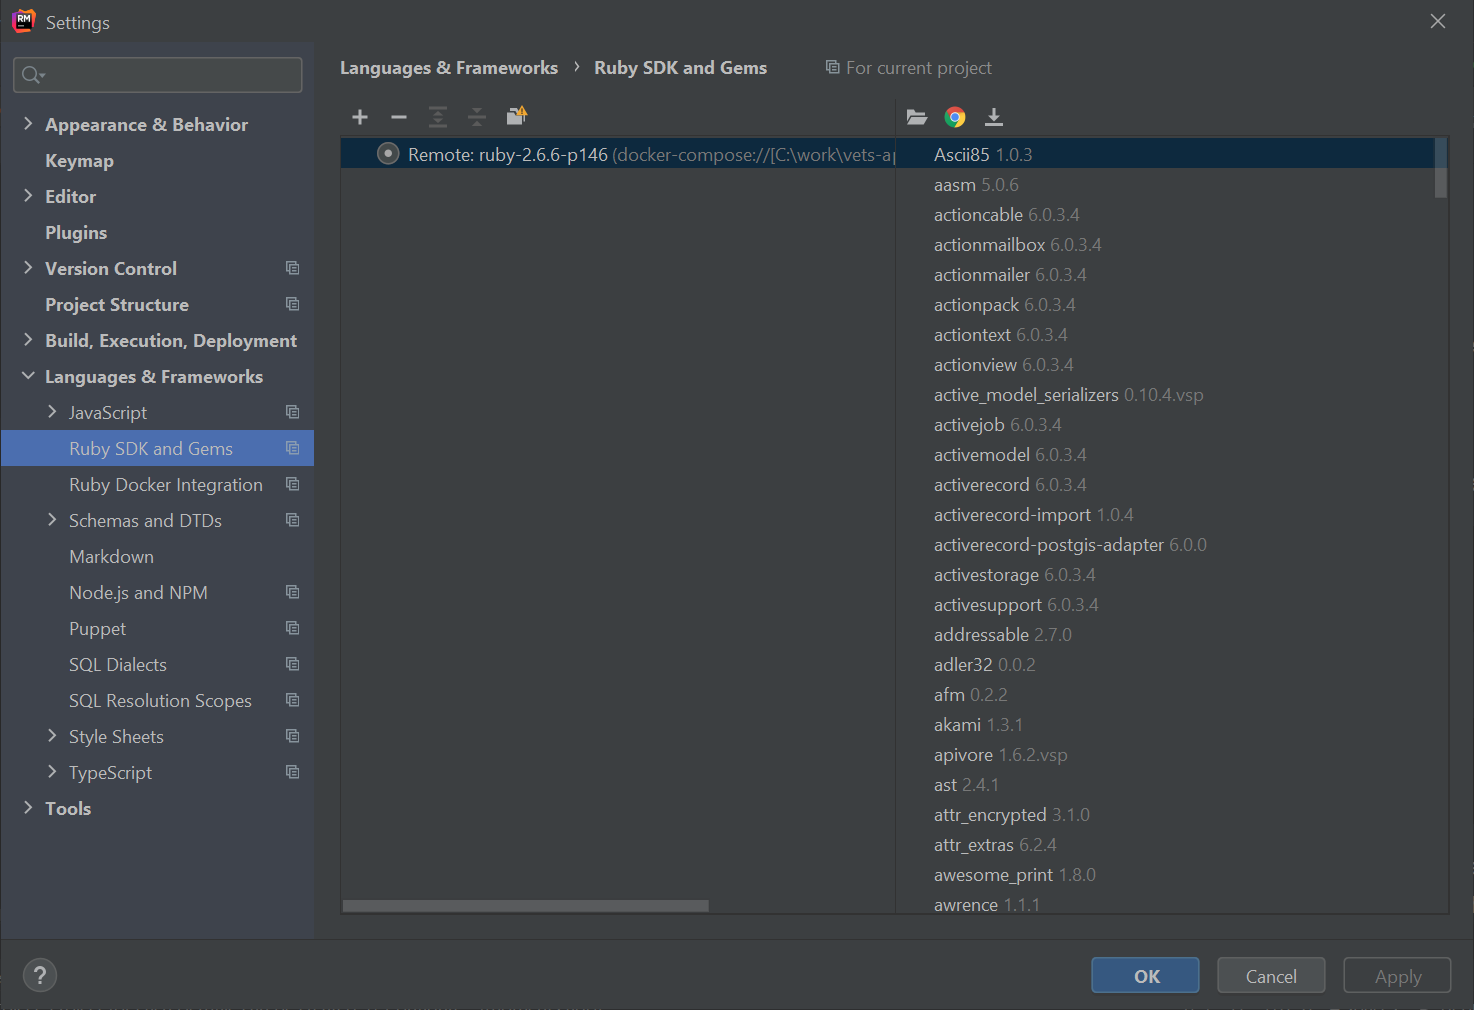 RM
Settings
Languages & Frameworks › Ruby SDK and Gems For current project
Appearance & Behavior
Keymap
Editor
Plugins
Version Control
Project Structure
Build, Execution, Deployment
Languages & Frameworks
JavaScript
Ruby SDK and Gems
Ruby Docker Integration
Schemas and DTDs
Markdown
Node.js and NPM
Puppet
SQL Dialects
SQL Resolution Scopes
Style Sheets
TypeScript
Tools
Remote: ruby-2.6.6-p146 (docker-compose://[C:\work\vets-ap
Ascii85 1.0.3
aasm 5.0.6
actioncable 6.0.3.4
actionmailbox 6.0.3.4
actionmailer 6.0.3.4
actionpack 6.0.3.4
actiontext 6.0.3.4
actionview 6.0.3.4
active_model_serializers 0.10.4.vsp
activejob 6.0.3.4
activemodel 6.0.3.4
activerecord 6.0.3.4
activerecord-import 1.0.4
activerecord-postgis-adapter 6.0.0
activestorage 6.0.3.4
activesupport 6.0.3.4
addressable 2.7.0
adler32 0.0.2
afm 0.2.2
akami 1.3.1
apivore 1.6.2.vsp
ast 2.4.1
attr_encrypted 3.1.0
attr_extras 6.2.4
awesome_print 1.8.0
awrence 1.1.1
?
OK
Cancel
Apply